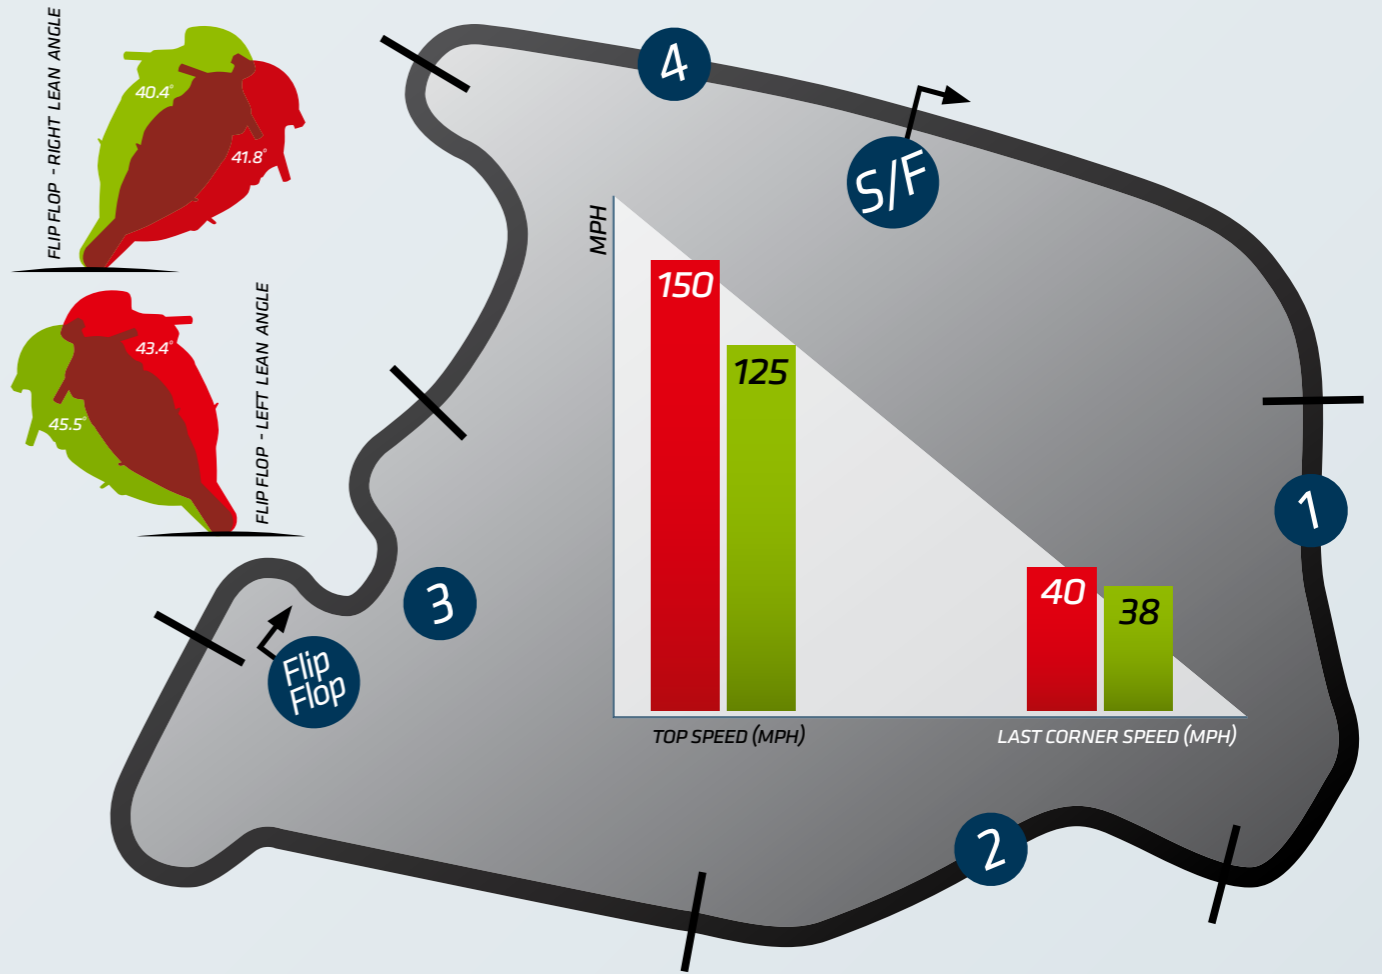 FLIP FLOP - RIGHT LEAN ANGLE
40.4°
41.8°
FLIP FLOP - LEFT LEAN ANGLE
43.4°
45.5°
4
S/F
1
2
3
Flip
Flop
MPH
150
125
40
38
TOP SPEED (MPH)
LAST CORNER SPEED (MPH)